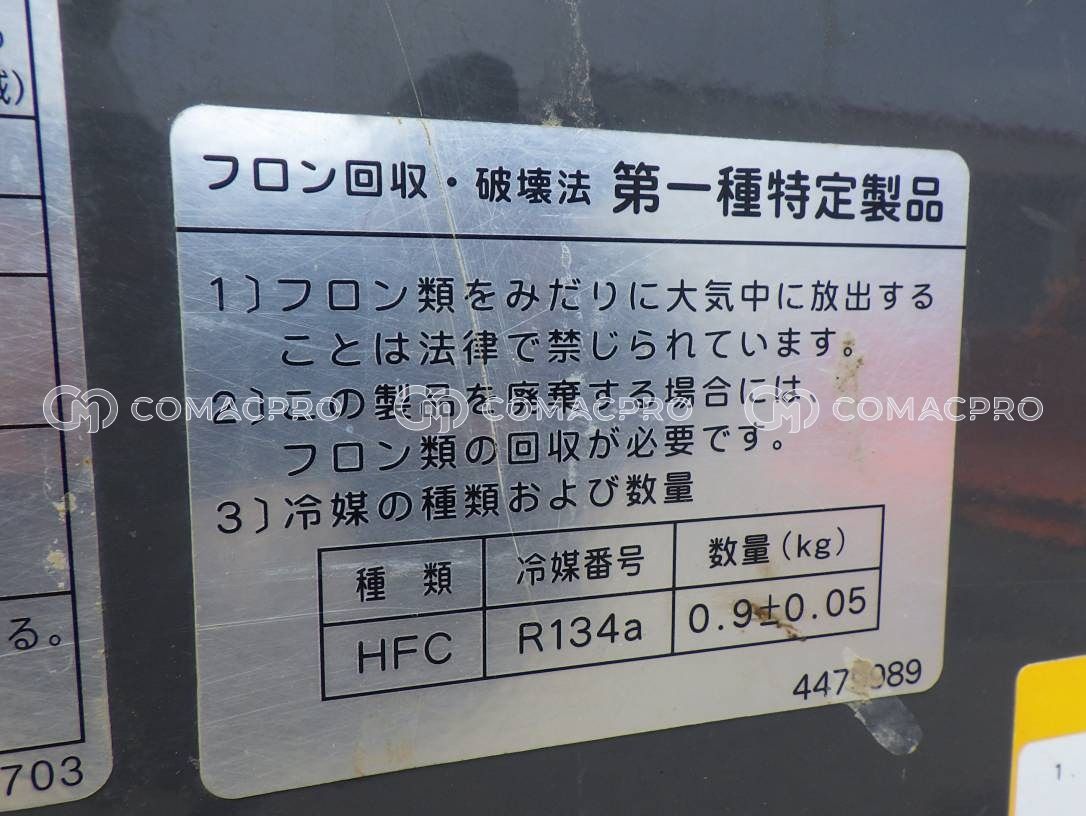 フロン回収・破壊法 第一種特定製品
1)フロン類をみだりに大気中に放出する
ことは法律で禁じられています。
2)この製品を廃棄する場合には、
フロン類の回収が必要です。
3)冷媒の種類および数量
種 類 冷媒番号 数量(kg)
HFC R134a 0.9±0.05
る。
703
1.
COMACPRO COMACPRO COMACPRO